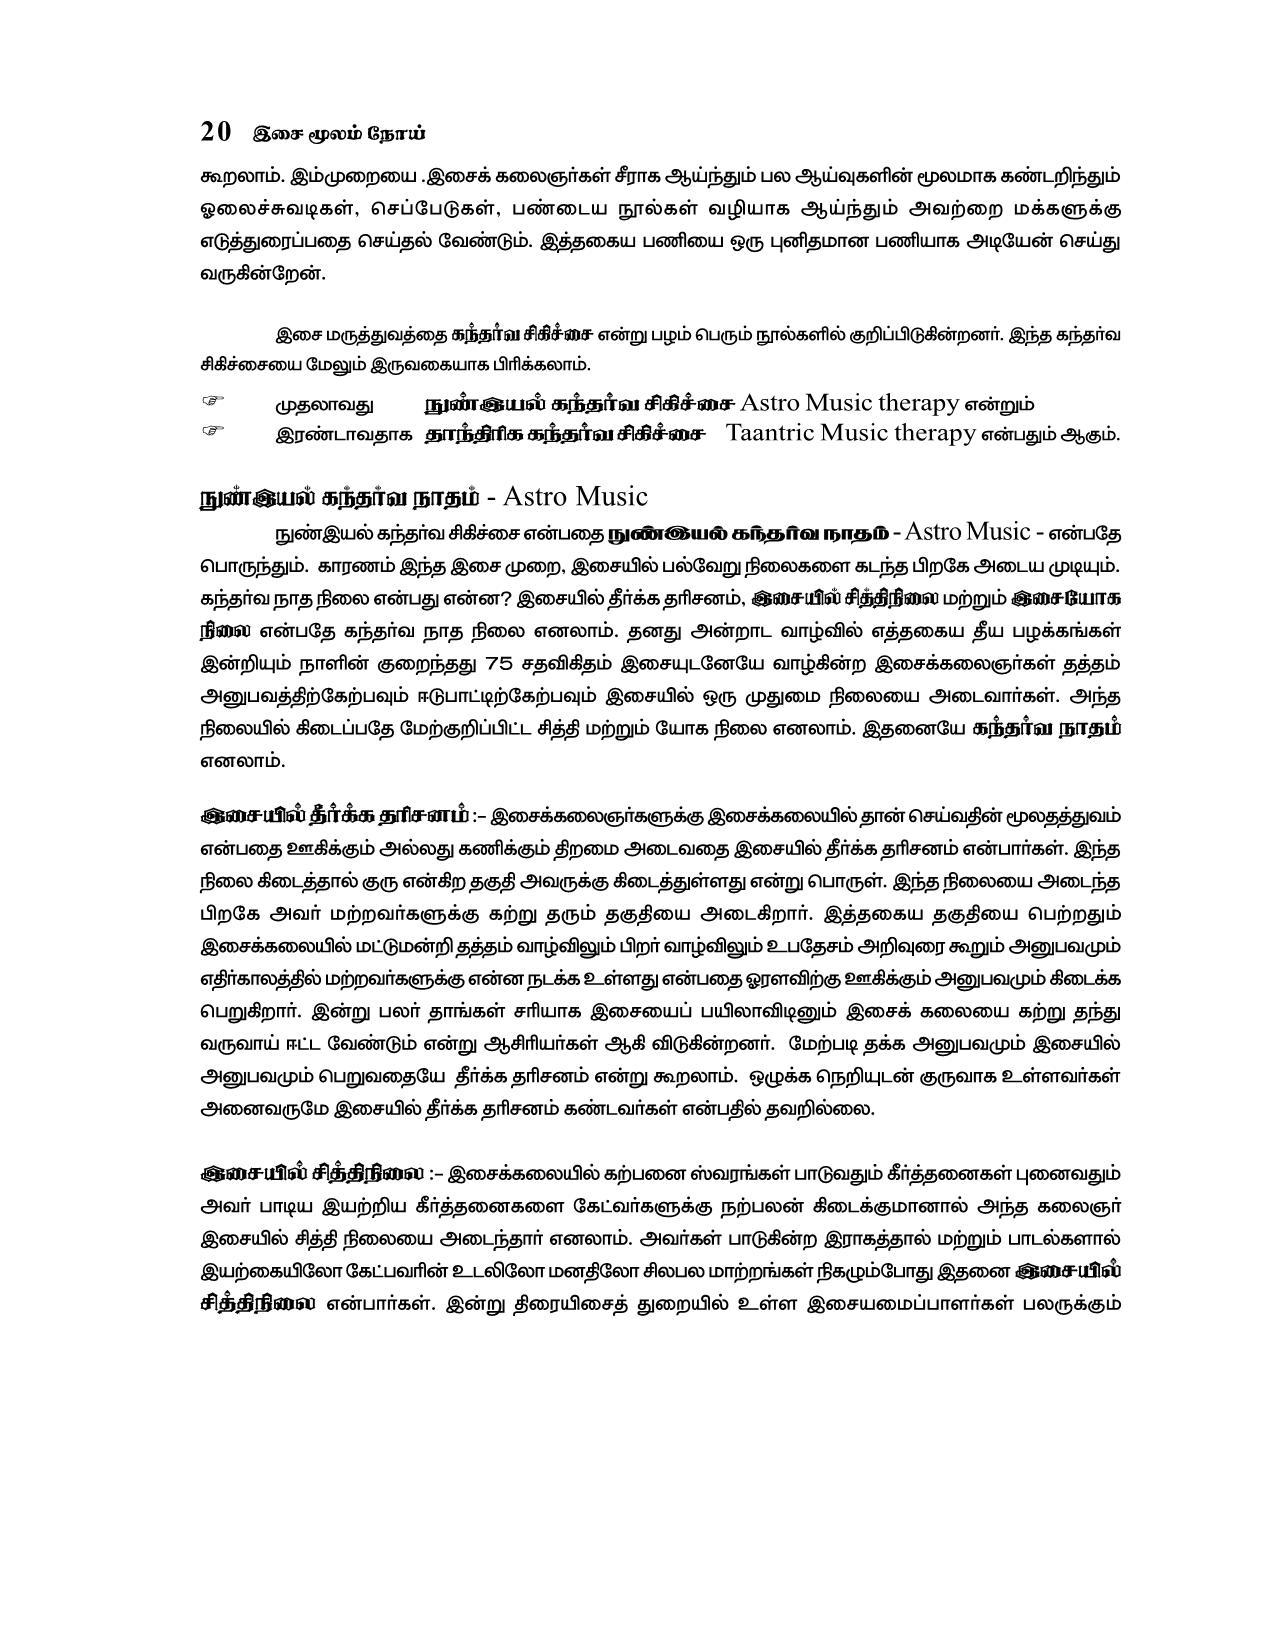 20 இசை மூலம் நோய்
கூறலாம். இம்முறையை .இசைக் கலைஞர்கள் சீராக ஆய்ந்தும் பல ஆய்வுகளின் மூலமாக கண்டறிந்தும்
ஓலைச்சுவடிகள், செப்பேடுகள், பண்டைய நூல்கள் வழியாக ஆய்ந்தும் அவற்றை மக்களுக்கு
எடுத்துரைப்பதை செய்தல் வேண்டும். இத்தகைய பணியை ஒரு புனிதமான பணியாக அடியேன் செய்து
வருகின்றேன்.
இசை மருத்துவத்தை கந்தர்வ சிகிச்சை என்று பழம் பெரும் நூல்களில் குறிப்பிடுகின்றனர். இந்த கந்தர்வ
சிகிச்சையை மேலும் இருவகையாக பிரிக்கலாம்.
☞ முதலாவது நுண்இயல் கந்தர்வ சிகிச்சை Astro Music therapy என்றும்
☞ இரண்டாவதாக தாந்திரிக கந்தர்வ சிகிச்சை Taantric Music therapy என்பதும் ஆகும்.
நுண்இயல் கந்தர்வ நாதம் - Astro Music
நுண்இயல் கந்தர்வ சிகிச்சை என்பதை நுண்இயல் கந்தர்வ நாதம் - Astro Music - என்பதே
பொருந்தும். காரணம் இந்த இசை முறை, இசையில் பல்வேறு நிலைகளை கடந்த பிறகே அடைய முடியும்.
கந்தர்வ நாத நிலை என்பது என்ன? இசையில் தீர்க்க தரிசனம், இசையில் சித்திநிலை மற்றும் இசையோக
நிலை என்பதே கந்தர்வ நாத நிலை எனலாம். தனது அன்றாட வாழ்வில் எத்தகைய தீய பழக்கங்கள்
இன்றியும் நாளின் குறைந்தது 75 சதவிகிதம் இசையுடனேயே வாழ்கின்ற இசைக்கலைஞர்கள் தத்தம்
அனுபவத்திற்கேற்பவும் ஈடுபாட்டிற்கேற்பவும் இசையில் ஒரு முதுமை நிலையை அடைவார்கள். அந்த
நிலையில் கிடைப்பதே மேற்குறிப்பிட்ட சித்தி மற்றும் யோக நிலை எனலாம். இதனையே கந்தர்வ நாதம்
எனலாம்.
இசையில் தீர்க்க தரிசனம் :- இசைக்கலைஞர்களுக்கு இசைக்கலையில் தான் செய்வதின் மூலதத்துவம்
என்பதை ஊகிக்கும் அல்லது கணிக்கும் திறமை அடைவதை இசையில் தீர்க்க தரிசனம் என்பார்கள். இந்த
நிலை கிடைத்தால் குரு என்கிற தகுதி அவருக்கு கிடைத்துள்ளது என்று பொருள். இந்த நிலையை அடைந்த
பிறகே அவர் மற்றவர்களுக்கு கற்று தரும் தகுதியை அடைகிறார். இத்தகைய தகுதியை பெற்றதும்
இசைக்கலையில் மட்டுமன்றி தத்தம் வாழ்விலும் பிறர் வாழ்விலும் உபதேசம் அறிவுரை கூறும் அனுபவமும்
எதிர்காலத்தில் மற்றவர்களுக்கு என்ன நடக்க உள்ளது என்பதை ஓரளவிற்கு ஊகிக்கும் அனுபவமும் கிடைக்க
பெறுகிறார். இன்று பலர் தாங்கள் சரியாக இசையைப் பயிலாவிடினும் இசைக் கலையை கற்று தந்து
வருவாய் ஈட்ட வேண்டும் என்று ஆசிரியர்கள் ஆகி விடுகின்றனர். மேற்படி தக்க அனுபவமும் இசையில்
அனுபவமும் பெறுவதையே தீர்க்க தரிசனம் என்று கூறலாம். ஒழுக்க நெறியுடன் குருவாக உள்ளவர்கள்
அனைவருமே இசையில் தீர்க்க தரிசனம் கண்டவர்கள் என்பதில் தவறில்லை.
இசையில் சித்திநிலை :- இசைக்கலையில் கற்பனை ஸ்வரங்கள் பாடுவதும் கீர்த்தனைகள் புனைவதும்
அவர் பாடிய இயற்றிய கீர்த்தனைகளை கேட்வர்களுக்கு நற்பலன் கிடைக்குமானால் அந்த கலைஞர்
இசையில் சித்தி நிலையை அடைந்தார் எனலாம். அவர்கள் பாடுகின்ற இராகத்தால் மற்றும் பாடல்களால்
இயற்கையிலோ கேட்பவரின் உடலிலோ மனதிலோ சிலபல மாற்றங்கள் நிகழும்போது இதனை இசையில்
சித்திநிலை என்பார்கள். இன்று திரையிசைத் துறையில் உள்ள இசையமைப்பாளர்கள் பலருக்கும்